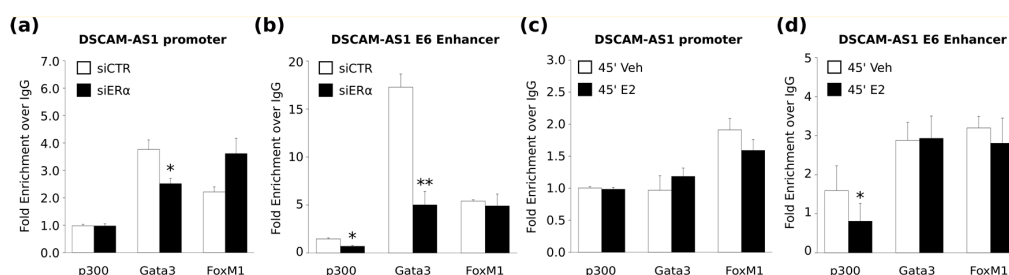 (a)
DSCAM-AS1 promoter
Fold Enrichment over IgG
7.0
6.0
5.0
4.0
3.0
2.0
1.0
0.0
siCTR
siERα
*
p300 Gata3 FoxM1
(b)
DSCAM-AS1 E6 Enhancer
Fold Enrichment over IgG
20
15
10
5
0
siCTR
siERα
*
**
p300 Gata3 FoxM1
(c)
DSCAM-AS1 promoter
Fold Enrichment over IgG
3.0
2.5
2.0
1.5
1.0
0.5
0.0
45' Veh
45' E2
p300 Gata3 FoxM1
(d)
DSCAM-AS1 E6 Enhancer
Fold Enrichment over IgG
5
4
3
2
1
0
45' Veh
45' E2
*
p300 Gata3 FoxM1